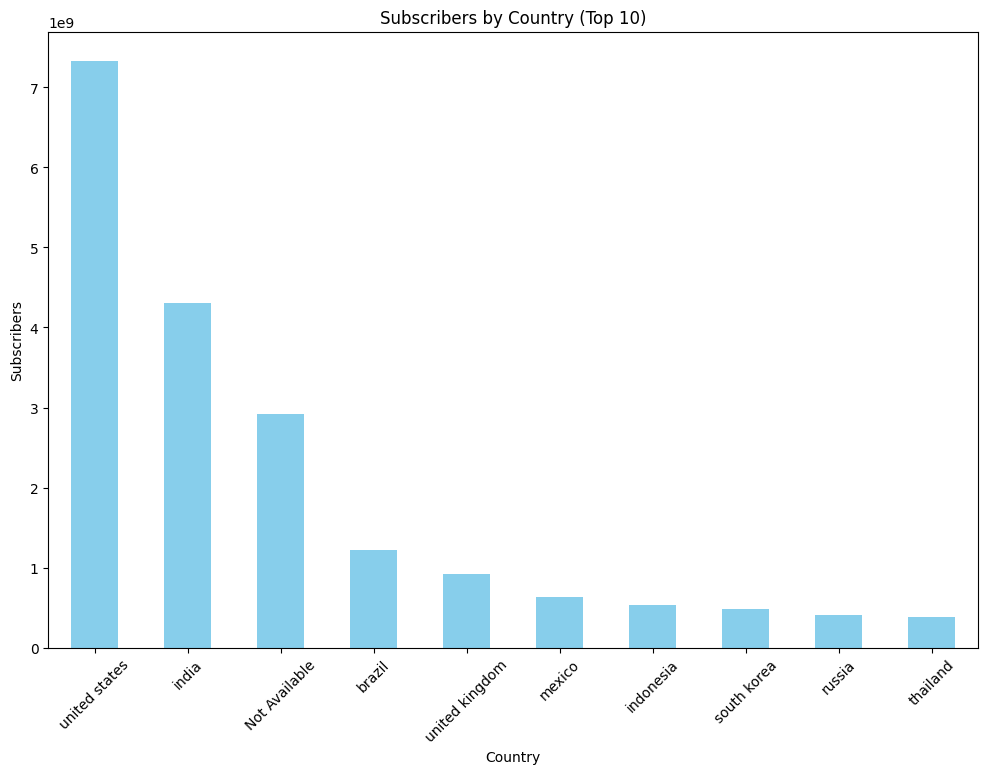 Subscribers by Country (Top 10)
1e9
7
6
5
4
3
2
1
0
Subscribers
united states
india
Not Available
brazil
united kingdom
mexico
indonesia
south korea
russia
thailand
Country